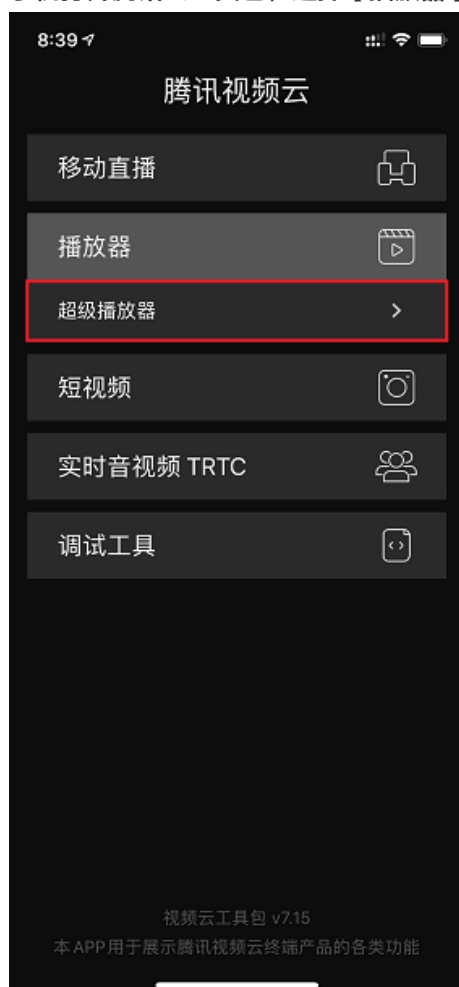 8:39
腾讯视频云
移动直播
播放器
超级播放器
短视频
实时音视频 TRTC
调试工具
视频云工具包 v7.15
本APP用于展示腾讯视频云终端产品的各类功能